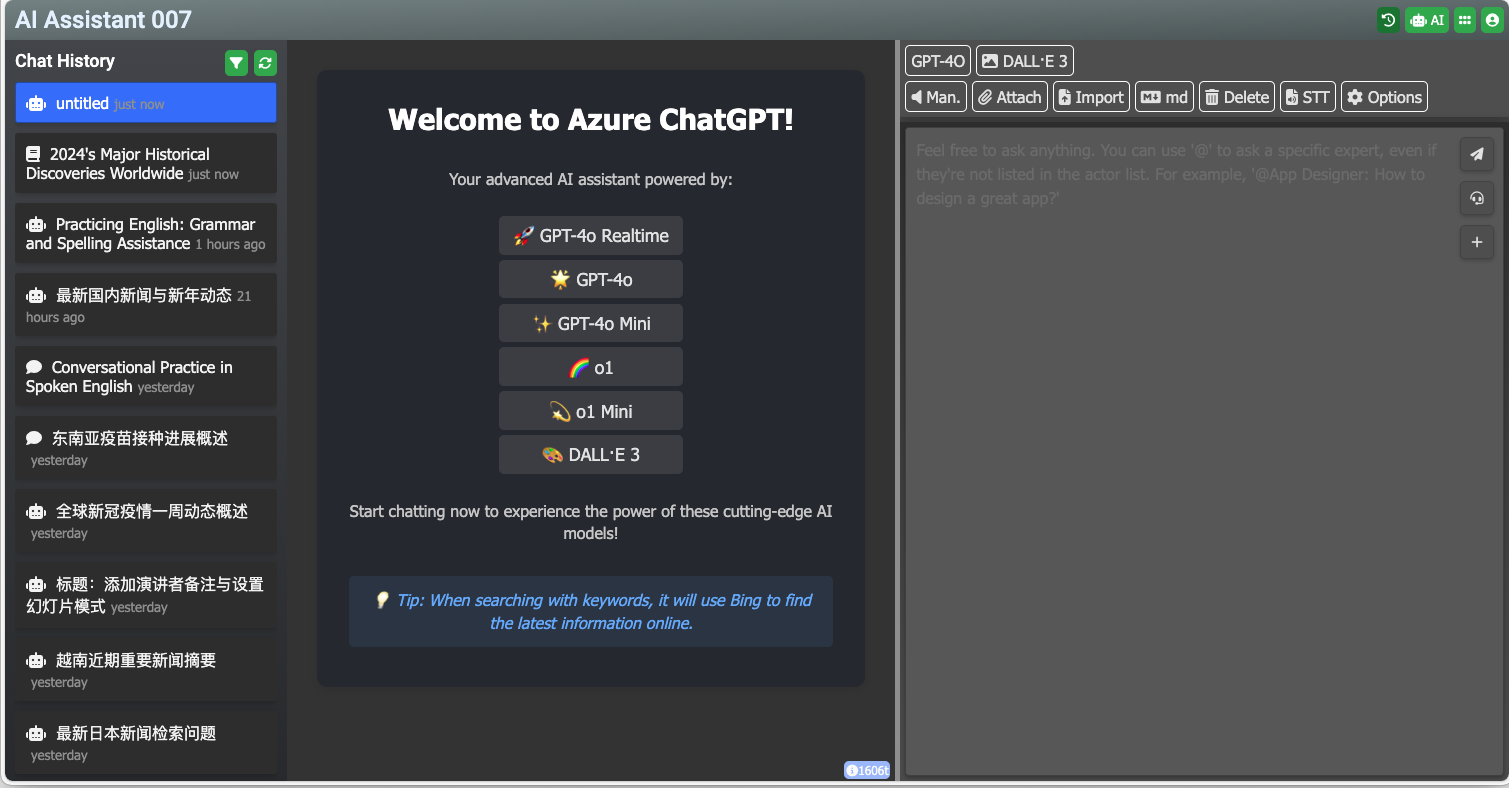 AI Assistant 007
AI
Chat History
untitled just now
2024's Major Historical
Discoveries Worldwide just now
Practicing English: Grammar
and Spelling Assistance 1 hours ago
最新国内新闻与新年动态 21
hours ago
Conversational Practice in
Spoken English yesterday
东南亚疫苗接种进展概述
yesterday
全球新冠疫情一周动态概述
yesterday
标题：添加演讲者备注与设置
幻灯片模式 yesterday
越南近期重要新闻摘要
yesterday
最新日本新闻检索问题
yesterday
Welcome to Azure ChatGPT!
Your advanced AI assistant powered by:
🚀 GPT-4o Realtime
🌟 GPT-4o
✨ GPT-4o Mini
🌈 o1
💫 o1 Mini
🎨 DALL·E 3
Start chatting now to experience the power of these cutting-edge AI
models!
💡 Tip: When searching with keywords, it will use Bing to find
the latest information online.
1606t
GPT-4O DALL·E 3
Man. Attach Import md Delete STT Options
Feel free to ask anything. You can use '@' to ask a specific expert, even if
they're not listed in the actor list. For example, '@App Designer: How to
design a great app?'